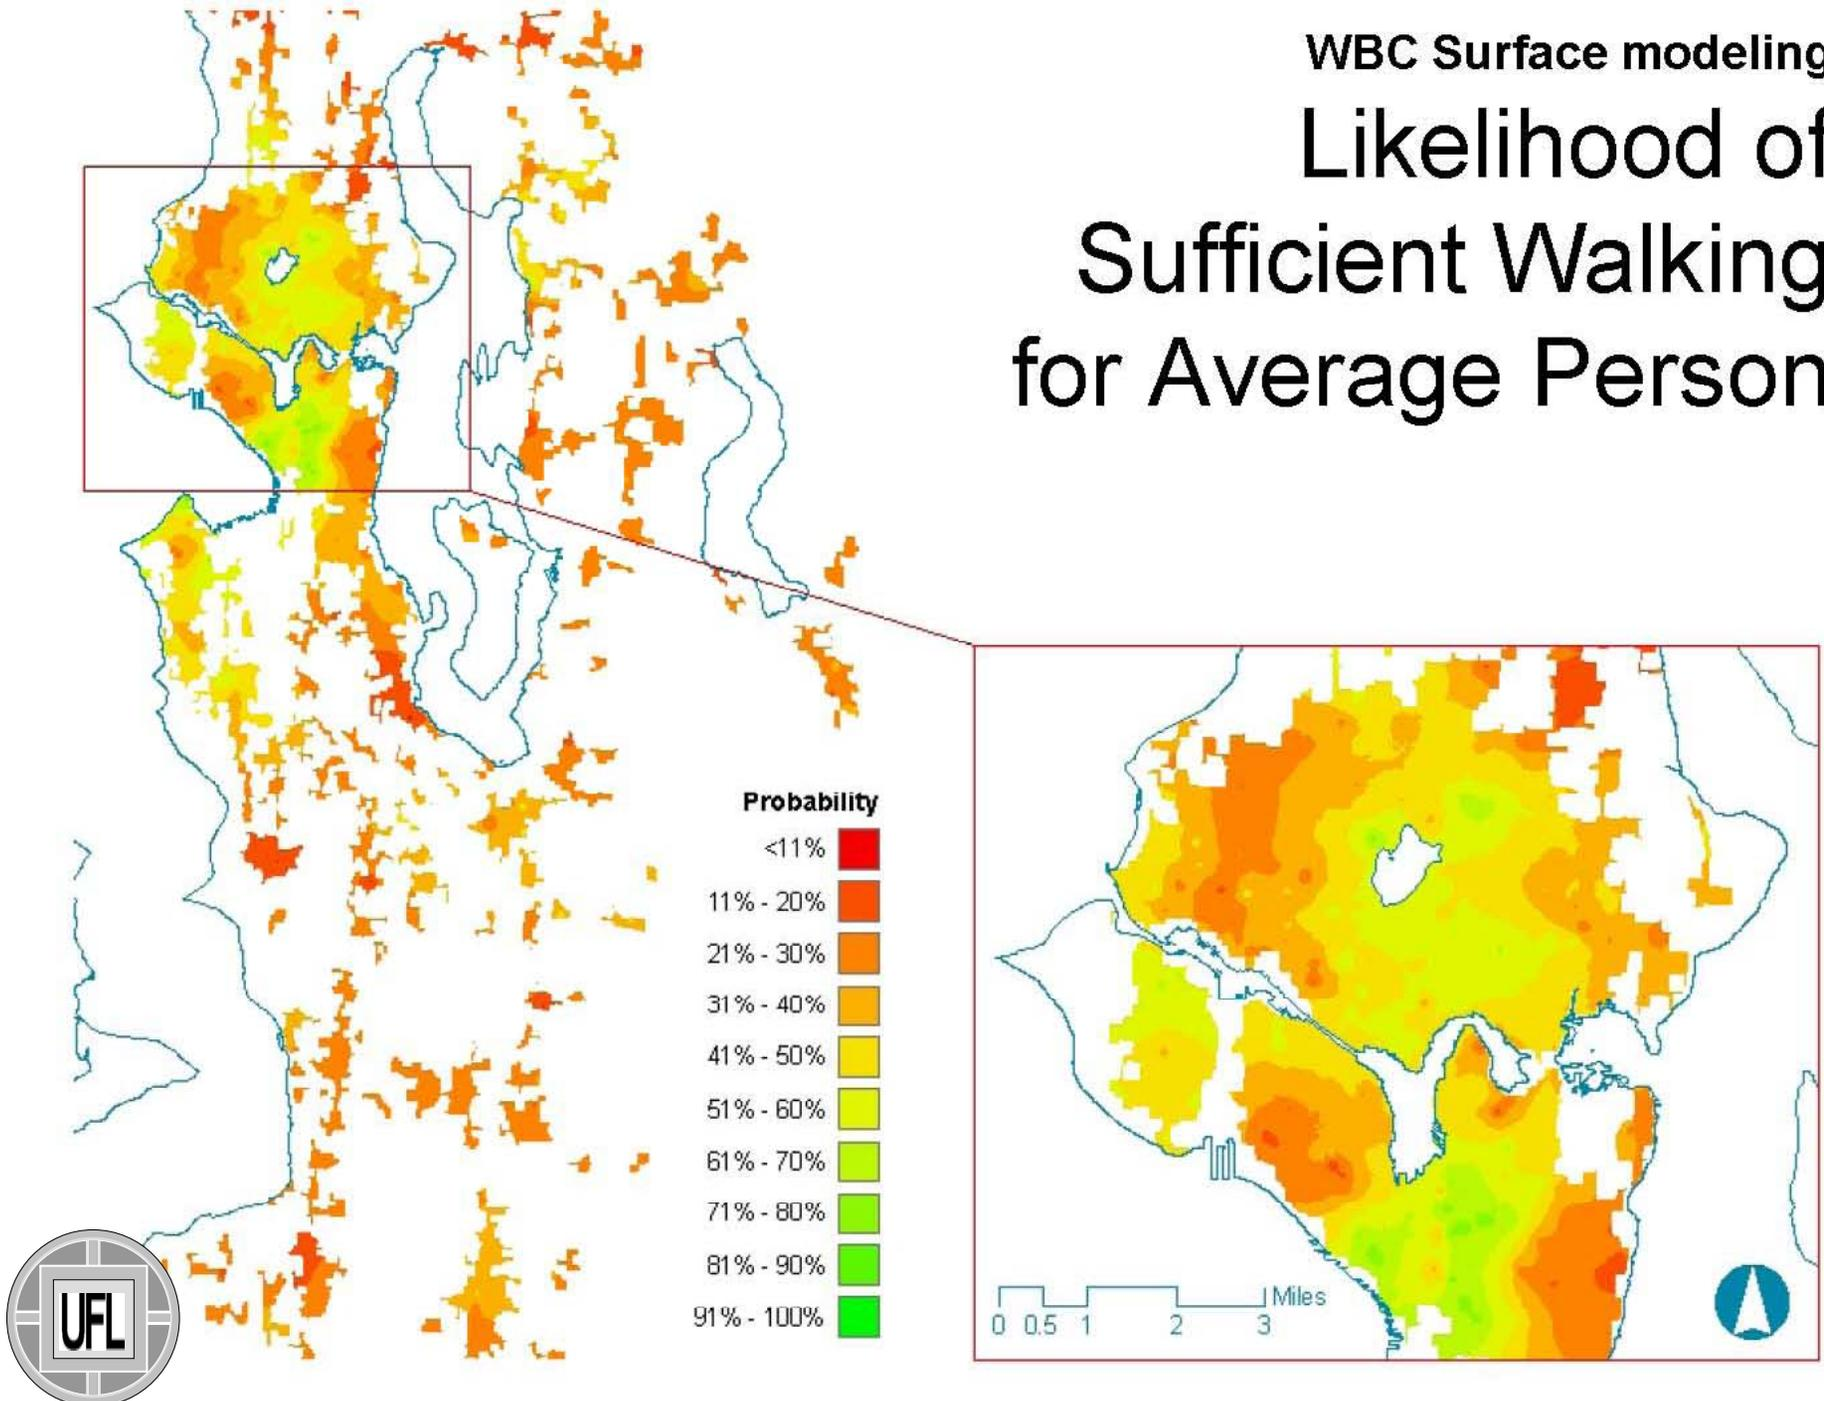 WBC Surface modeling
Likelihood of
Sufficient Walking
for Average Person
Probability
<11%
11% - 20%
21% - 30%
31% - 40%
41% - 50%
51% - 60%
61% - 70%
71% - 80%
81% - 90%
91% - 100%
Miles
0 0.5 1 2 3
UFL